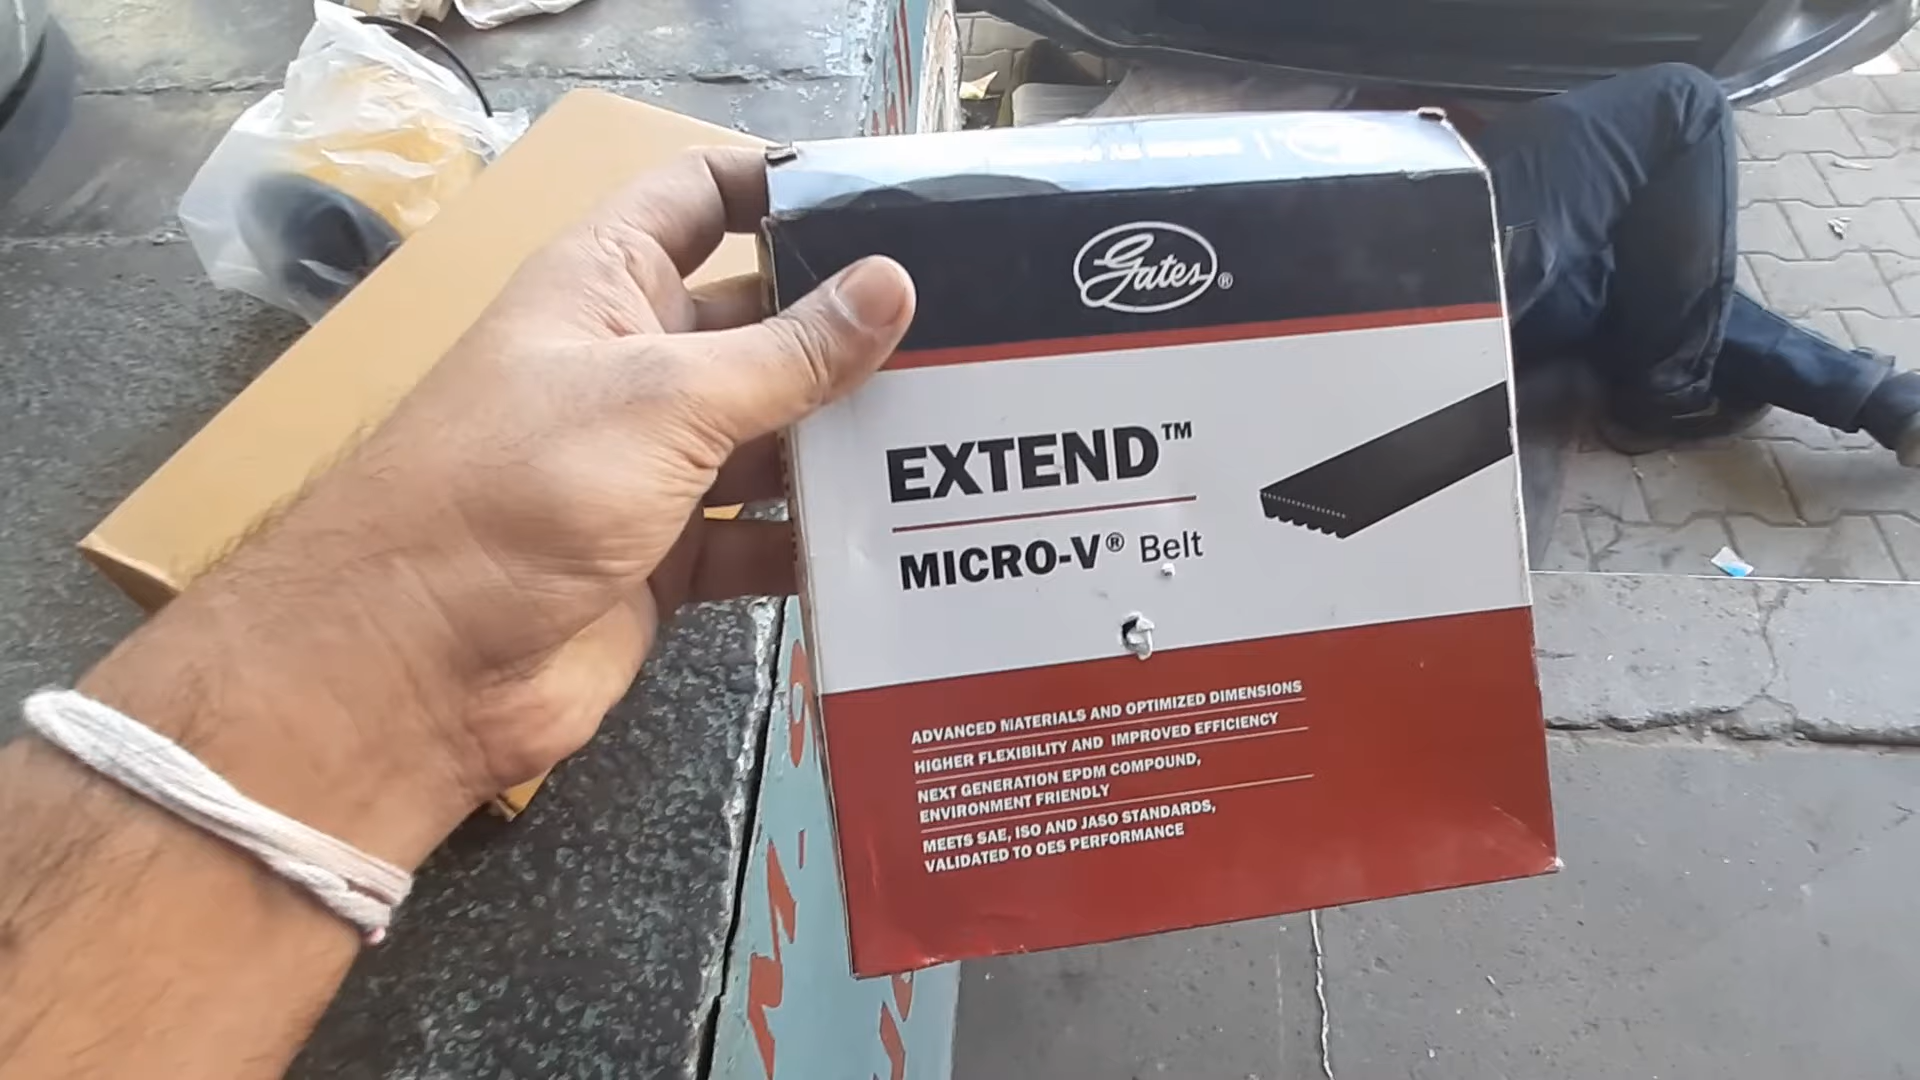 Gates®
EXTEND™
MICRO-V® Belt
ADVANCED MATERIALS AND OPTIMIZED DIMENSIONS
HIGHER FLEXIBILITY AND IMPROVED EFFICIENCY
NEXT GENERATION EPDM COMPOUND,
ENVIRONMENT FRIENDLY
MEETS SAE, ISO AND JASO STANDARDS,
VALIDATED TO OES PERFORMANCE